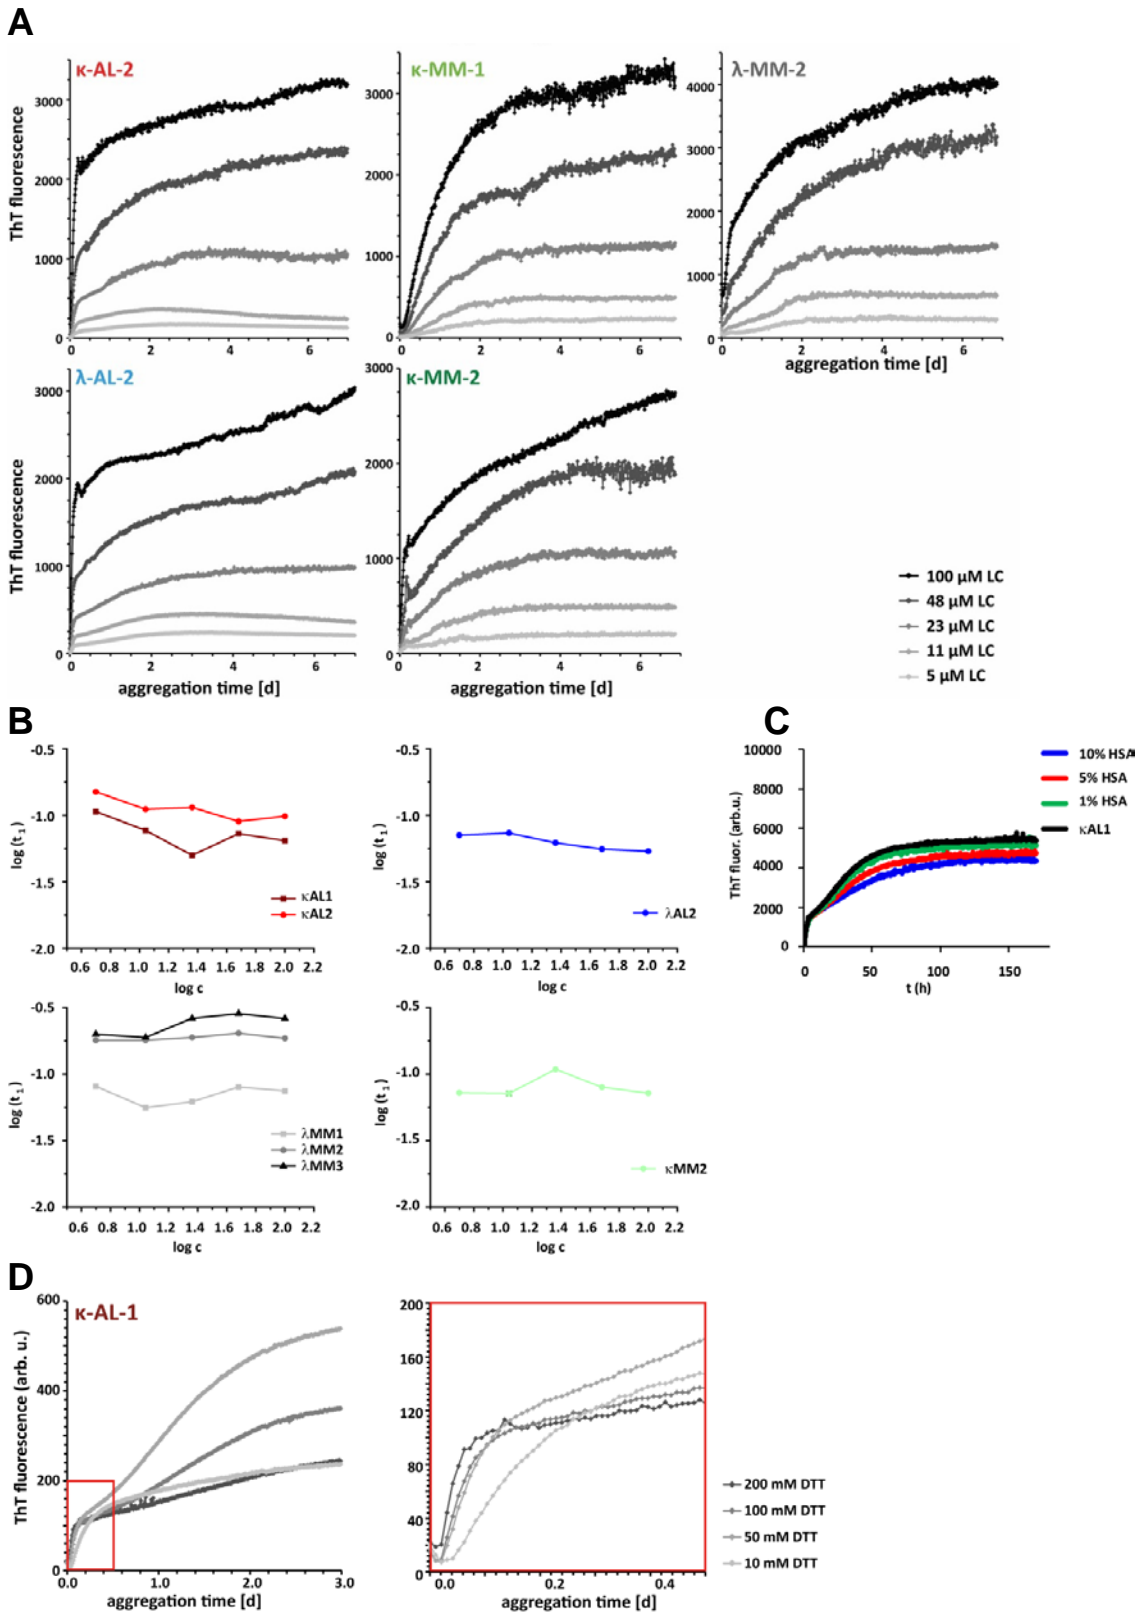 A
κ-AL-2
κ-MM-1
λ-MM-2
ThT fluorescence
3000
2000
1000
0
3000
2000
1000
0
4000
3000
2000
1000
0
0 2 4 6
0 2 4 6
0 2 4 6
aggregation time [d]
λ-AL-2
κ-MM-2
ThT fluorescence
3000
2000
1000
0
3000
2000
1000
0
0 2 4 6
0 2 4 6
aggregation time [d]
aggregation time [d]
100 µM LC
48 µM LC
23 µM LC
11 µM LC
5 µM LC
B
log (t₁)
-0.5
-1.0
-1.5
-2.0
κAL1
κAL2
0.6 0.8 1.0 1.2 1.4 1.6 1.8 2.0 2.2
log c
log (t₁)
-0.5
-1.0
-1.5
-2.0
λAL2
0.6 0.8 1.0 1.2 1.4 1.6 1.8 2.0 2.2
log c
C
ThT fluor. (arb.u.)
10000
8000
6000
4000
2000
0
0 50 100 150
t (h)
10% HSA
5% HSA
1% HSA
κAL1
log (t₁)
-0.5
-1.0
-1.5
-2.0
λMM1
λMM2
λMM3
0.6 0.8 1.0 1.2 1.4 1.6 1.8 2.0 2.2
log c
log (t₁)
-0.5
-1.0
-1.5
-2.0
κMM2
0.6 0.8 1.0 1.2 1.4 1.6 1.8 2.0 2.2
log c
D
κ-AL-1
ThT fluorescence (arb. u.)
600
400
200
0
0.0 1.0 2.0 3.0
aggregation time [d]
200
160
120
80
40
0
0.0 0.2 0.4
aggregation time [d]
200 mM DTT
100 mM DTT
50 mM DTT
10 mM DTT